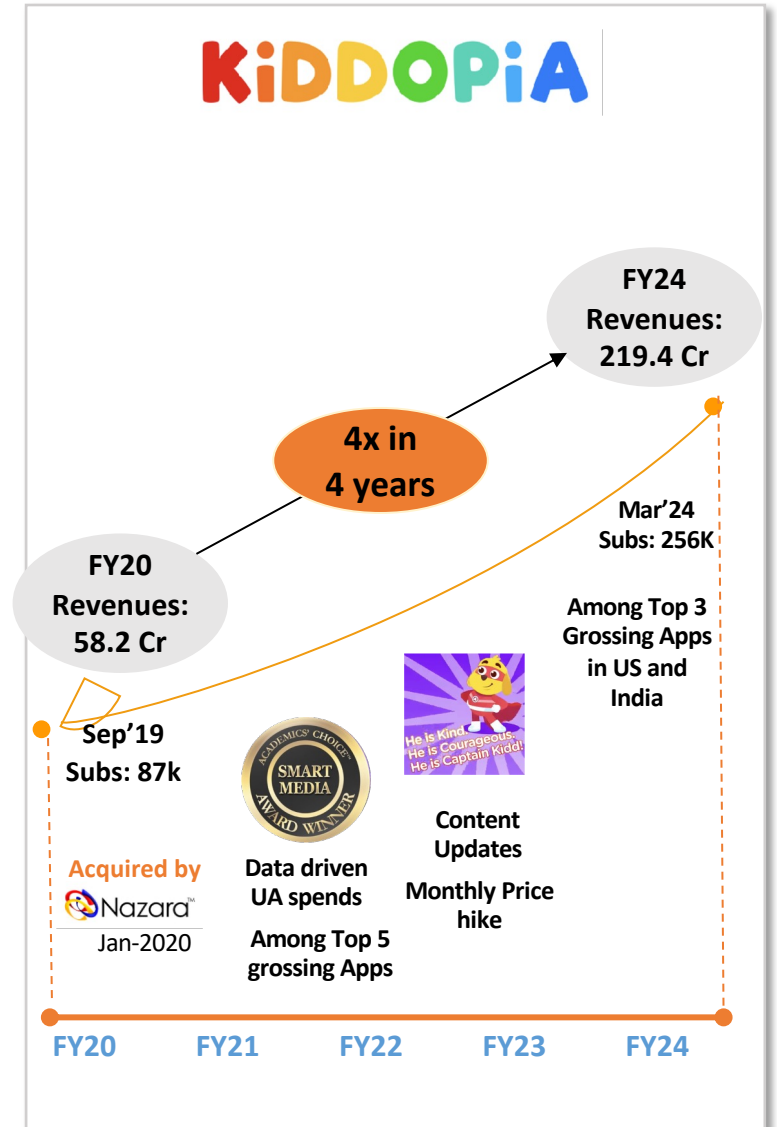 KiDDOPiA
FY24
Revenues:
219.4 Cr
4x in
4 years
Mar’24
Subs: 256K
FY20
Revenues:
58.2 Cr
Among Top 3
Grossing Apps
in US and
India
Sep’19
Subs: 87k
ACADEMICS' CHOICE™
SMART
MEDIA
AWARD WINNER
He is Kind.
He is Courageous.
He is Captain Kidd!
Acquired by
Nazara™
Jan-2020
Data driven
UA spends
Among Top 5
grossing Apps
Content
Updates
Monthly Price
hike
FY20 FY21 FY22 FY23 FY24